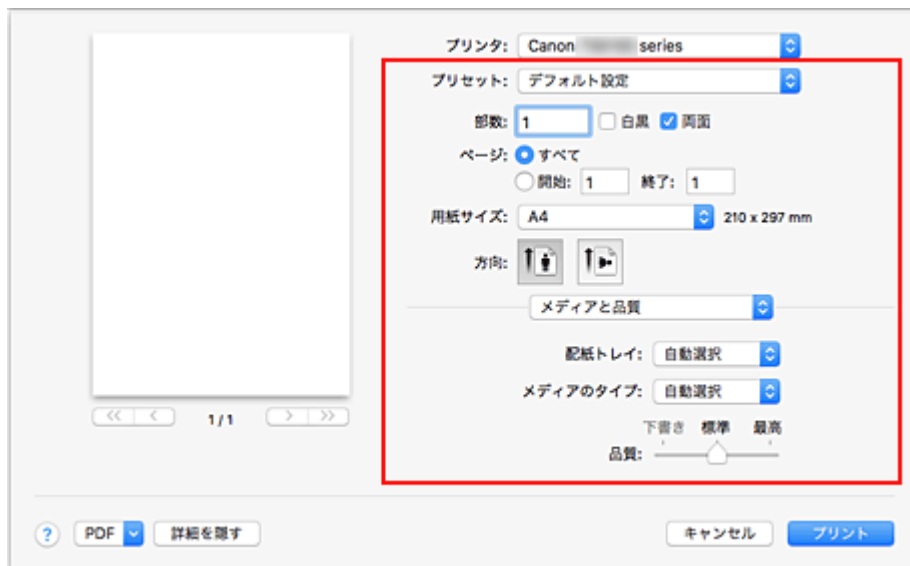 プリンタ: Canon series
プリセット: デフォルト設定
部数: 1 白黒 両面
ページ: すべて
開始: 1 終了: 1
用紙サイズ: A4 210 x 297 mm
方向:
メディアと品質
配紙トレイ: 自動選択
メディアのタイプ: 自動選択
下書き 標準 最高
品質:
<< < 1/1 > >>
? PDF 詳細を隠す キャンセル プリント